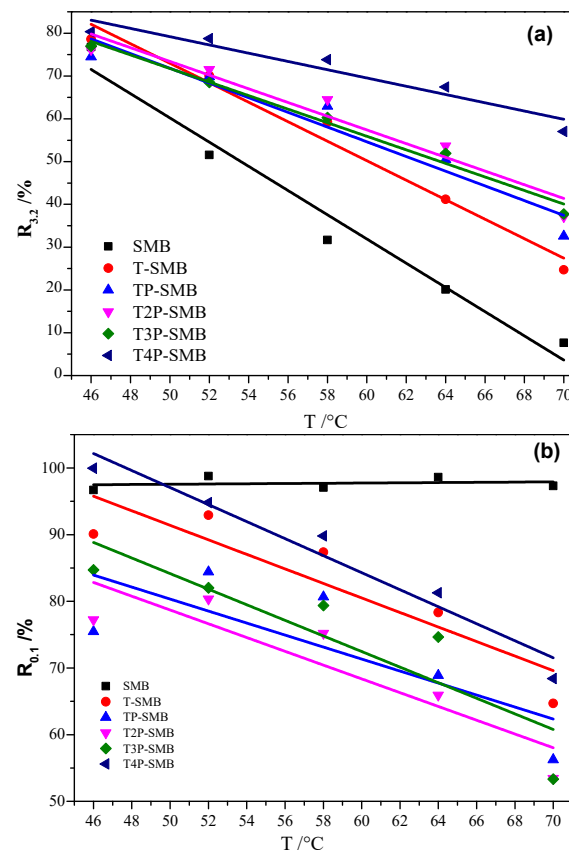 (a)
90
80
70
60
50
40
30
20
10
0
R3.2 /%
SMB
T-SMB
TP-SMB
T2P-SMB
T3P-SMB
T4P-SMB
46 48 50 52 54 56 58 60 62 64 66 68 70
T /°C
(b)
100
90
80
70
60
50
R0.1 /%
SMB
T-SMB
TP-SMB
T2P-SMB
T3P-SMB
T4P-SMB
46 48 50 52 54 56 58 60 62 64 66 68 70
T /°C